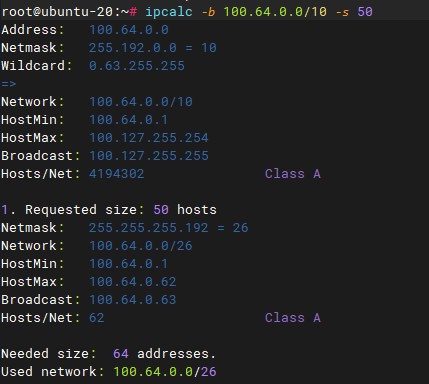 root@ubuntu-20:~# ipcalc -b 100.64.0.0/10 -s 50
Address:   100.64.0.0
Netmask:   255.192.0.0 = 10
Wildcard:  0.63.255.255
=>
Network:   100.64.0.0/10
HostMin:   100.64.0.1
HostMax:   100.127.255.254
Broadcast: 100.127.255.255
Hosts/Net: 4194302               Class A

1. Requested size: 50 hosts
Netmask:   255.255.255.192 = 26
Network:   100.64.0.0/26
HostMin:   100.64.0.1
HostMax:   100.64.0.62
Broadcast: 100.64.0.63
Hosts/Net: 62                    Class A

Needed size:  64 addresses.
Used network: 100.64.0.0/26